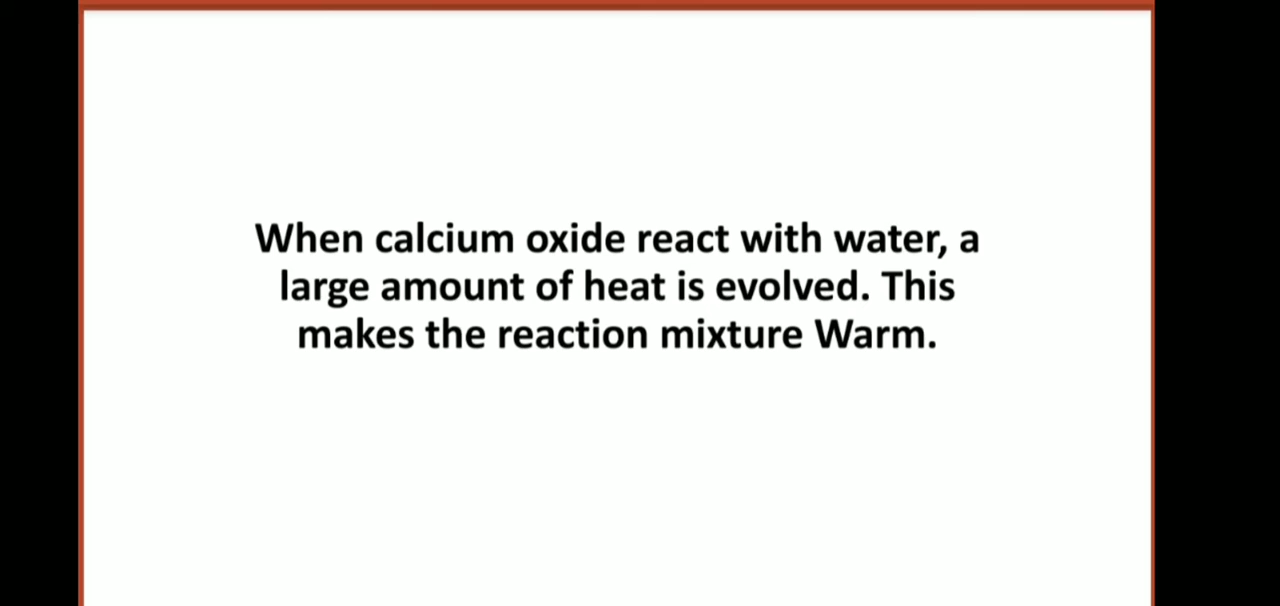 When calcium oxide react with water, a
large amount of heat is evolved. This
makes the reaction mixture Warm.